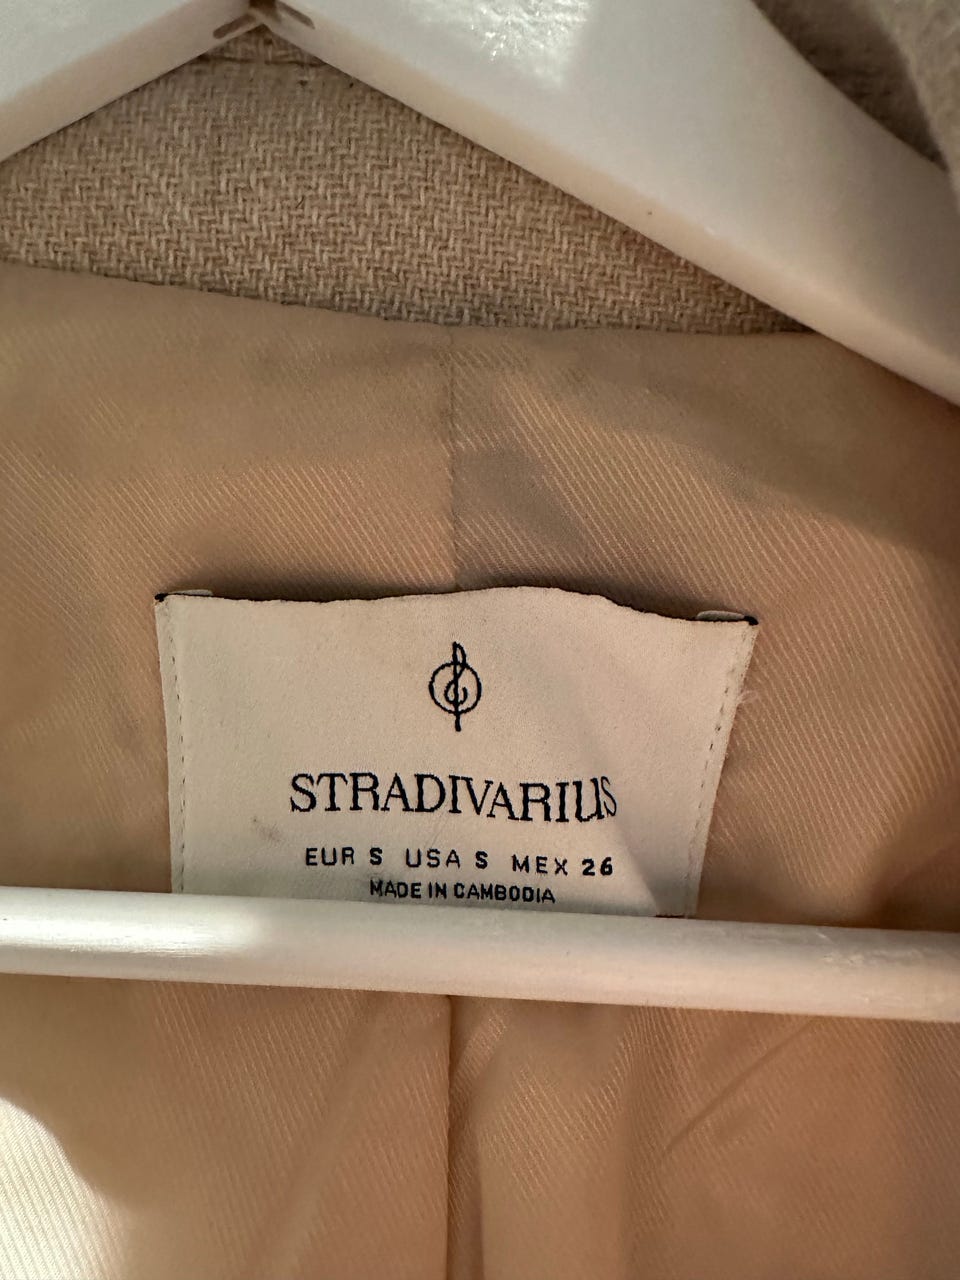 STRADIVARIUS
EUR S USA S MEX 26
MADE IN CAMBODIA